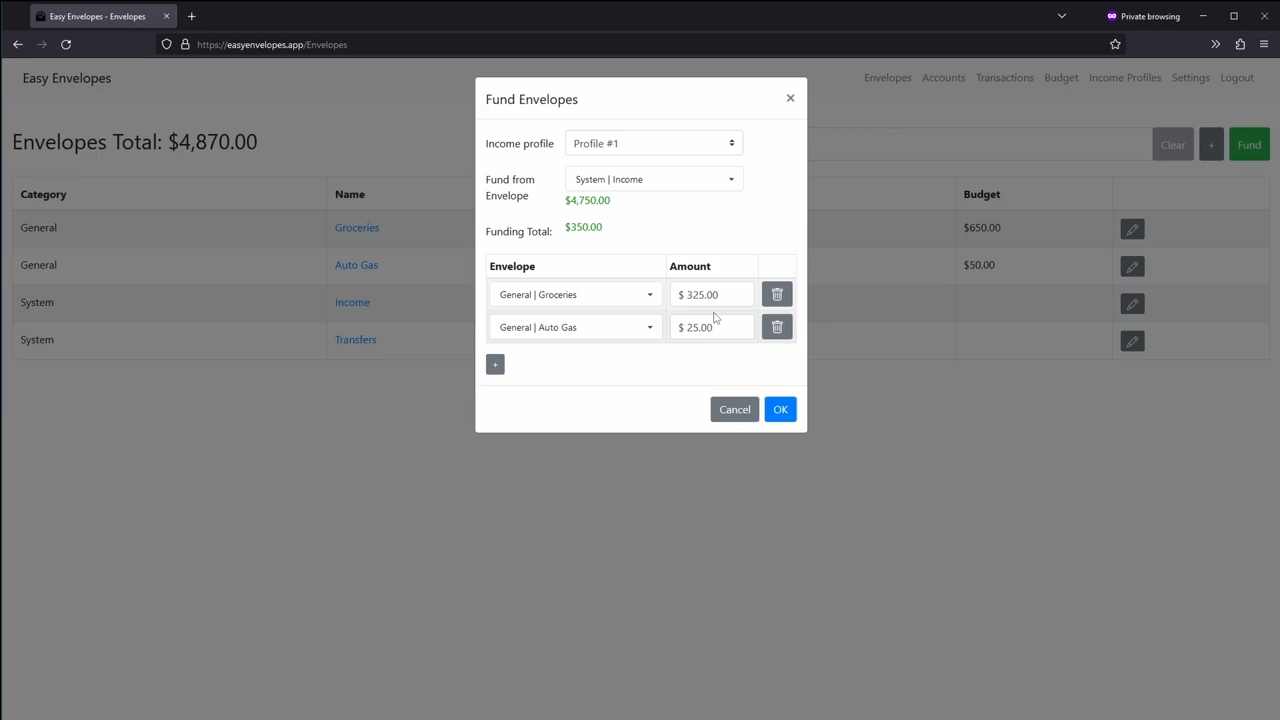 Easy Envelopes - Envelopes
Private browsing
https://easyenvelopes.app/Envelopes
Easy Envelopes
Envelopes Accounts Transactions Budget Income Profiles Settings Logout
Envelopes Total: $4,870.00
Clear + Fund
Category Name Budget
General Groceries $650.00
General Auto Gas $50.00
System Income
System Transfers
Fund Envelopes
Income profile Profile #1
Fund from
Envelope
System | Income
$4,750.00
Funding Total: $350.00
Envelope Amount
General | Groceries $ 325.00
General | Auto Gas $ 25.00
+
Cancel OK